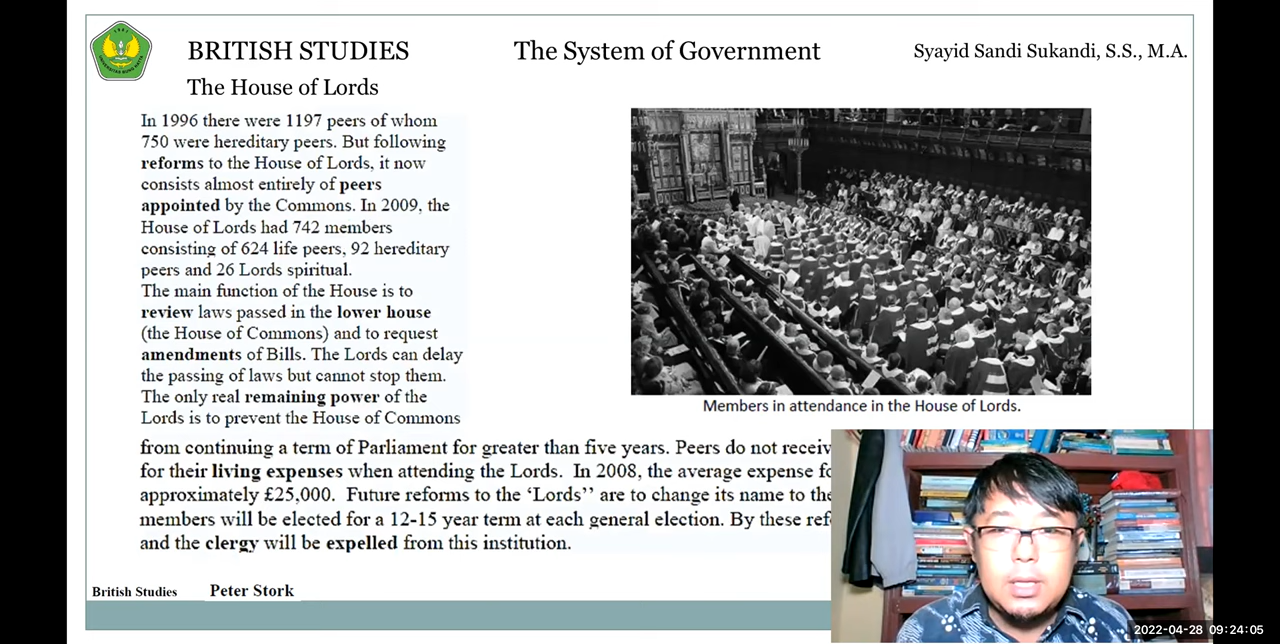 BRITISH STUDIES
The System of Government
Syayid Sandi Sukandi, S.S., M.A.
The House of Lords
In 1996 there were 1197 peers of whom
750 were hereditary peers. But following
reforms to the House of Lords, it now
consists almost entirely of peers
appointed by the Commons. In 2009, the
House of Lords had 742 members
consisting of 624 life peers, 92 hereditary
peers and 26 Lords spiritual.
The main function of the House is to
review laws passed in the lower house
(the House of Commons) and to request
amendments of Bills. The Lords can delay
the passing of laws but cannot stop them.
The only real remaining power of the
Lords is to prevent the House of Commons
from continuing a term of Parliament for greater than five years. Peers do not receiv
for their living expenses when attending the Lords. In 2008, the average expense fo
approximately £25,000. Future reforms to the ‘Lords’’ are to change its name to the
members will be elected for a 12-15 year term at each general election. By these ref
and the clergy will be expelled from this institution.
Members in attendance in the House of Lords.
British Studies
Peter Stork
2022-04-28 09:24:05